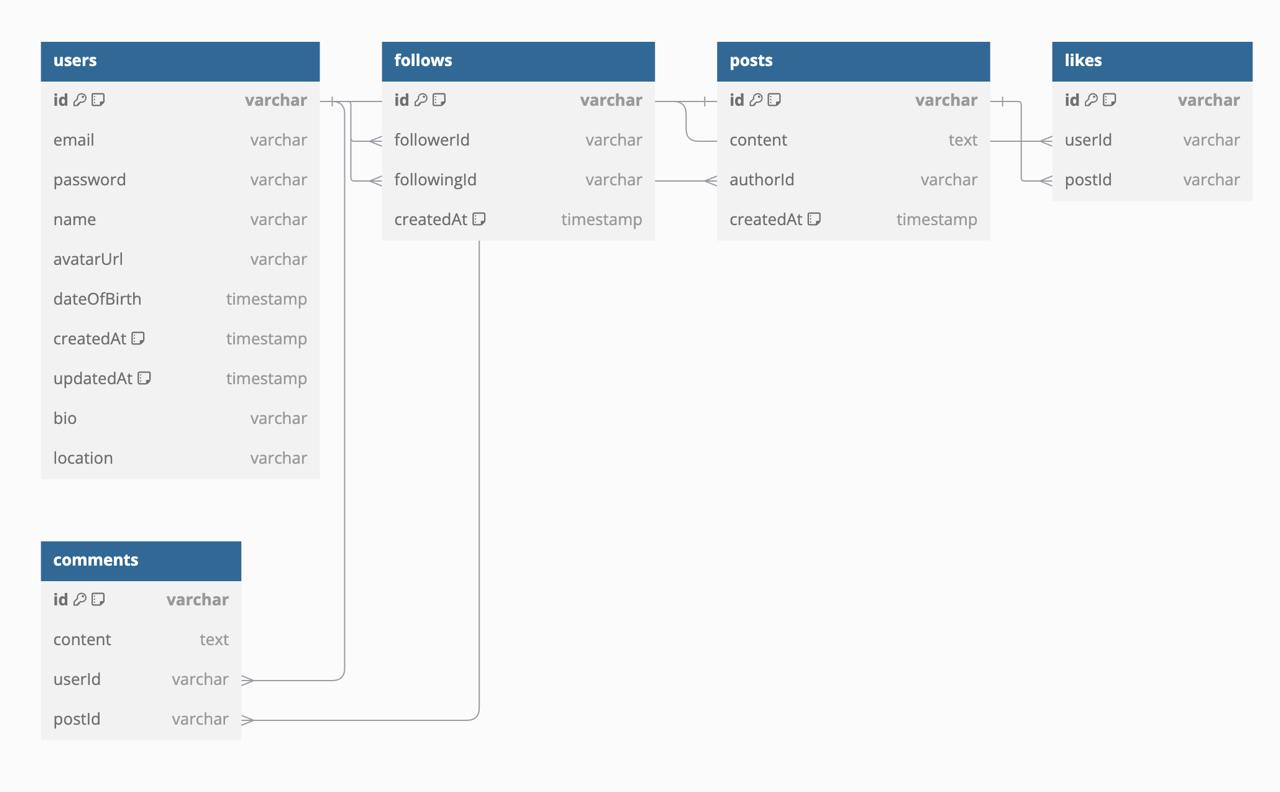 users
id varchar
email varchar
password varchar
name varchar
avatarUrl varchar
dateOfBirth timestamp
createdAt timestamp
updatedAt timestamp
bio varchar
location varchar
follows
id varchar
followerId varchar
followingId varchar
createdAt timestamp
posts
id varchar
content text
authorId varchar
createdAt timestamp
likes
id varchar
userId varchar
postId varchar
comments
id varchar
content text
userId varchar
postId varchar